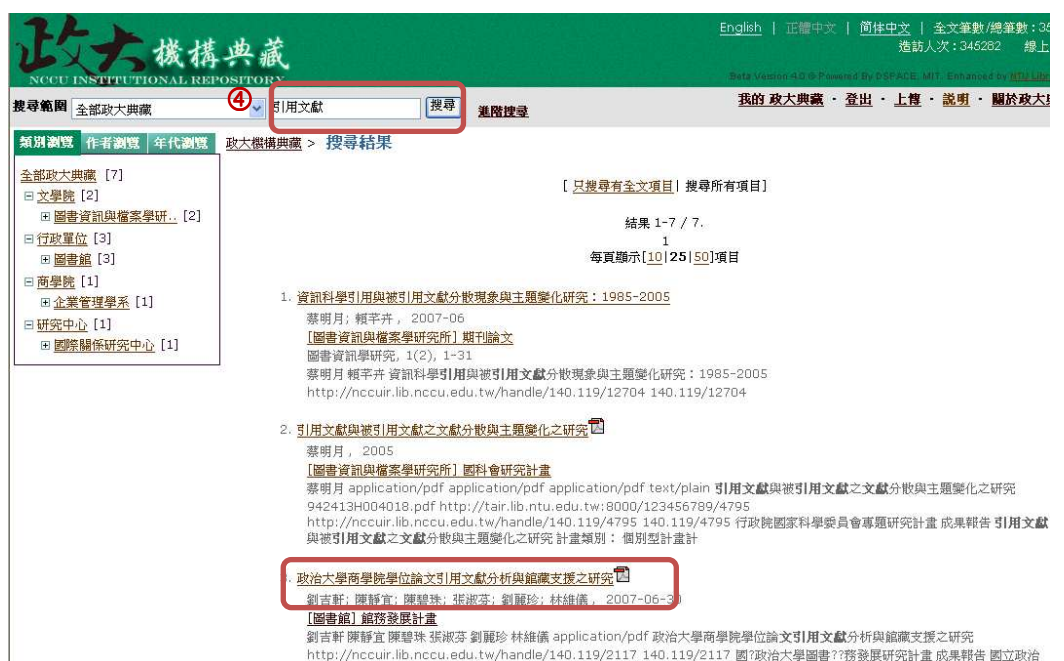 English | 正體中文 | 简体中文 | 全文筆數/總筆數 : 35
政大 機構典藏
造訪人次 : 345282 線上
NCCU INSTITUTIONAL REPOSITORY
Beta Version 4.0 © Powered By DSPACE, MIT. Enhanced by NTU Libr
搜尋範圍 全部政大典藏 ④ 引用文獻 搜尋 進階搜尋
我的 政大典藏 · 登出 · 上傳 · 說明 · 關於政大典
類別瀏覽 作者瀏覽 年代瀏覽
政大機構典藏 > 搜尋結果
全部政大典藏 [7]
文學院 [2]
圖書資訊與檔案學研.. [2]
行政單位 [3]
圖書館 [3]
商學院 [1]
企業管理學系 [1]
研究中心 [1]
國際關係研究中心 [1]
[ 只搜尋有全文項目| 搜尋所有項目]
結果 1-7 / 7.
1
每頁顯示[10|25|50]項目
1. 資訊科學引用與被引用文獻分散現象與主題變化研究：1985-2005
蔡明月; 賴芊卉 , 2007-06
[圖書資訊與檔案學研究所] 期刊論文
圖書資訊學研究, 1(2), 1-31
蔡明月 賴芊卉 資訊科學引用與被引用文獻分散現象與主題變化研究：1985-2005
http://nccuir.lib.nccu.edu.tw/handle/140.119/12704 140.119/12704
2. 引用文獻與被引用文獻之文獻分散與主題變化之研究
蔡明月 , 2005
[圖書資訊與檔案學研究所] 國科會研究計畫
蔡明月 application/pdf application/pdf application/pdf text/plain 引用文獻與被引用文獻之文獻分散與主題變化之研究
942413H004018.pdf http://tair.lib.ntu.edu.tw:8000/123456789/4795
http://nccuir.lib.nccu.edu.tw/handle/140.119/4795 140.119/4795 行政院國家科學委員會專題研究計畫 成果報告 引用文獻
與被引用文獻之文獻分散與主題變化之研究 計畫類別： 個別型計畫計
政治大學商學院學位論文引用文獻分析與館藏支援之研究
劉吉軒; 陳靜宜; 陳碧珠; 張淑芬; 劉麗珍; 林維儀 , 2007-06-30
[圖書館] 館務發展計畫
劉吉軒 陳靜宜 陳碧珠 張淑芬 劉麗珍 林維儀 application/pdf 政治大學商學院學位論文引用文獻分析與館藏支援之研究
http://nccuir.lib.nccu.edu.tw/handle/140.119/2117 140.119/2117 國?政治大學圖書??務發展研究計畫 成果報告 國立政治